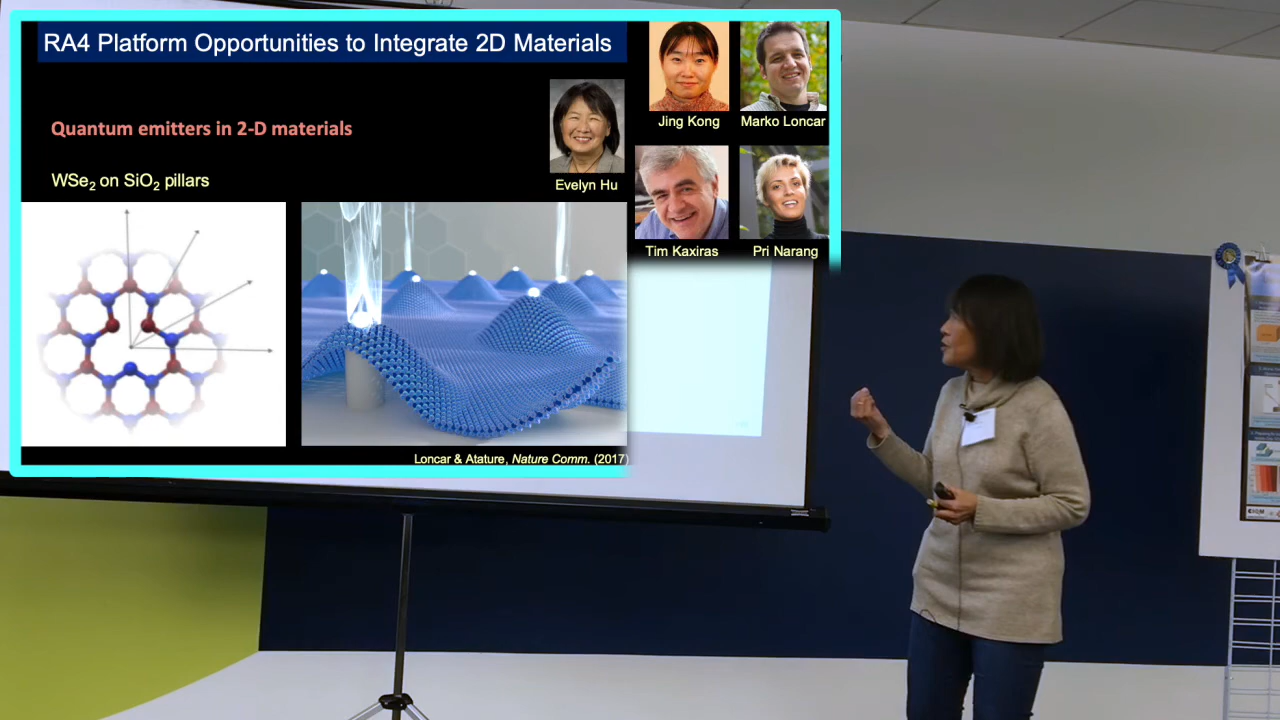 RA4 Platform Opportunities to Integrate 2D Materials
Jing Kong
Marko Loncar
Quantum emitters in 2-D materials
WSe₂ on SiO₂ pillars
Evelyn Hu
Tim Kaxiras
Pri Narang
Loncar & Atature, Nature Comm. (2017)